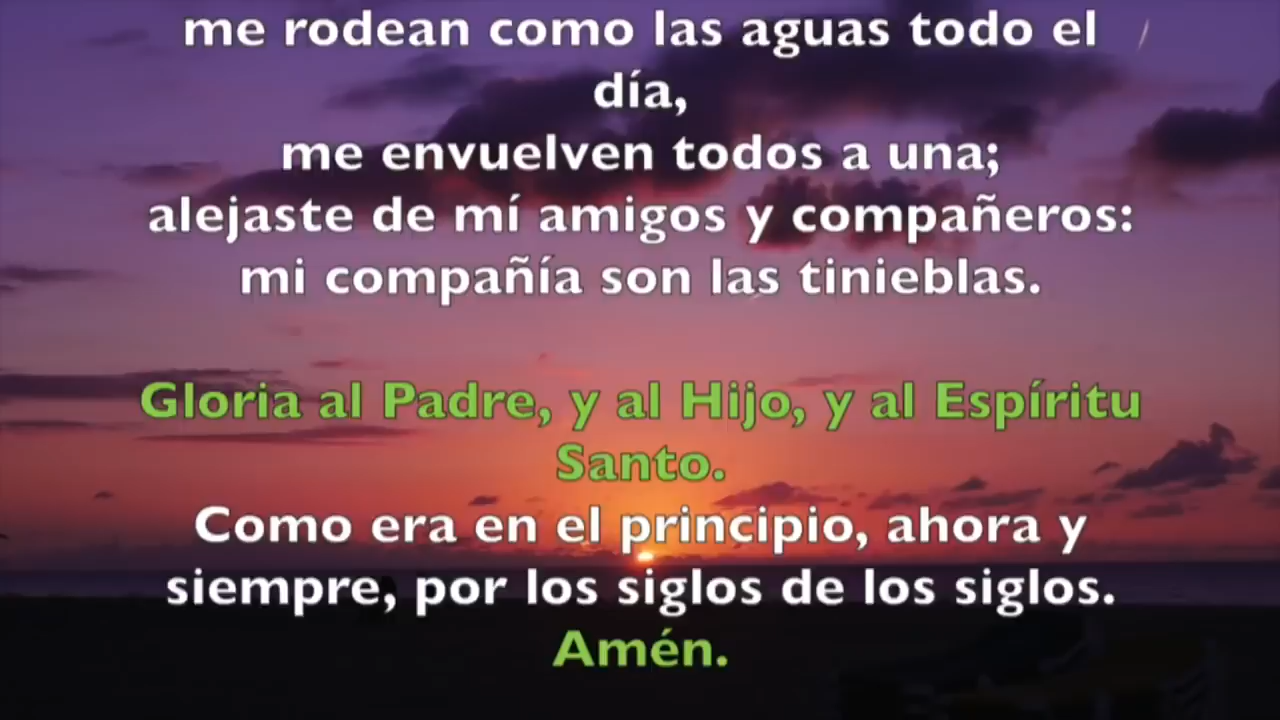 me rodean como las aguas todo el
día,
me envuelven todos a una;
alejaste de mí amigos y compañeros:
mi compañía son las tinieblas.
Gloria al Padre, y al Hijo, y al Espíritu
Santo.
Como era en el principio, ahora y
siempre, por los siglos de los siglos.
Amén.